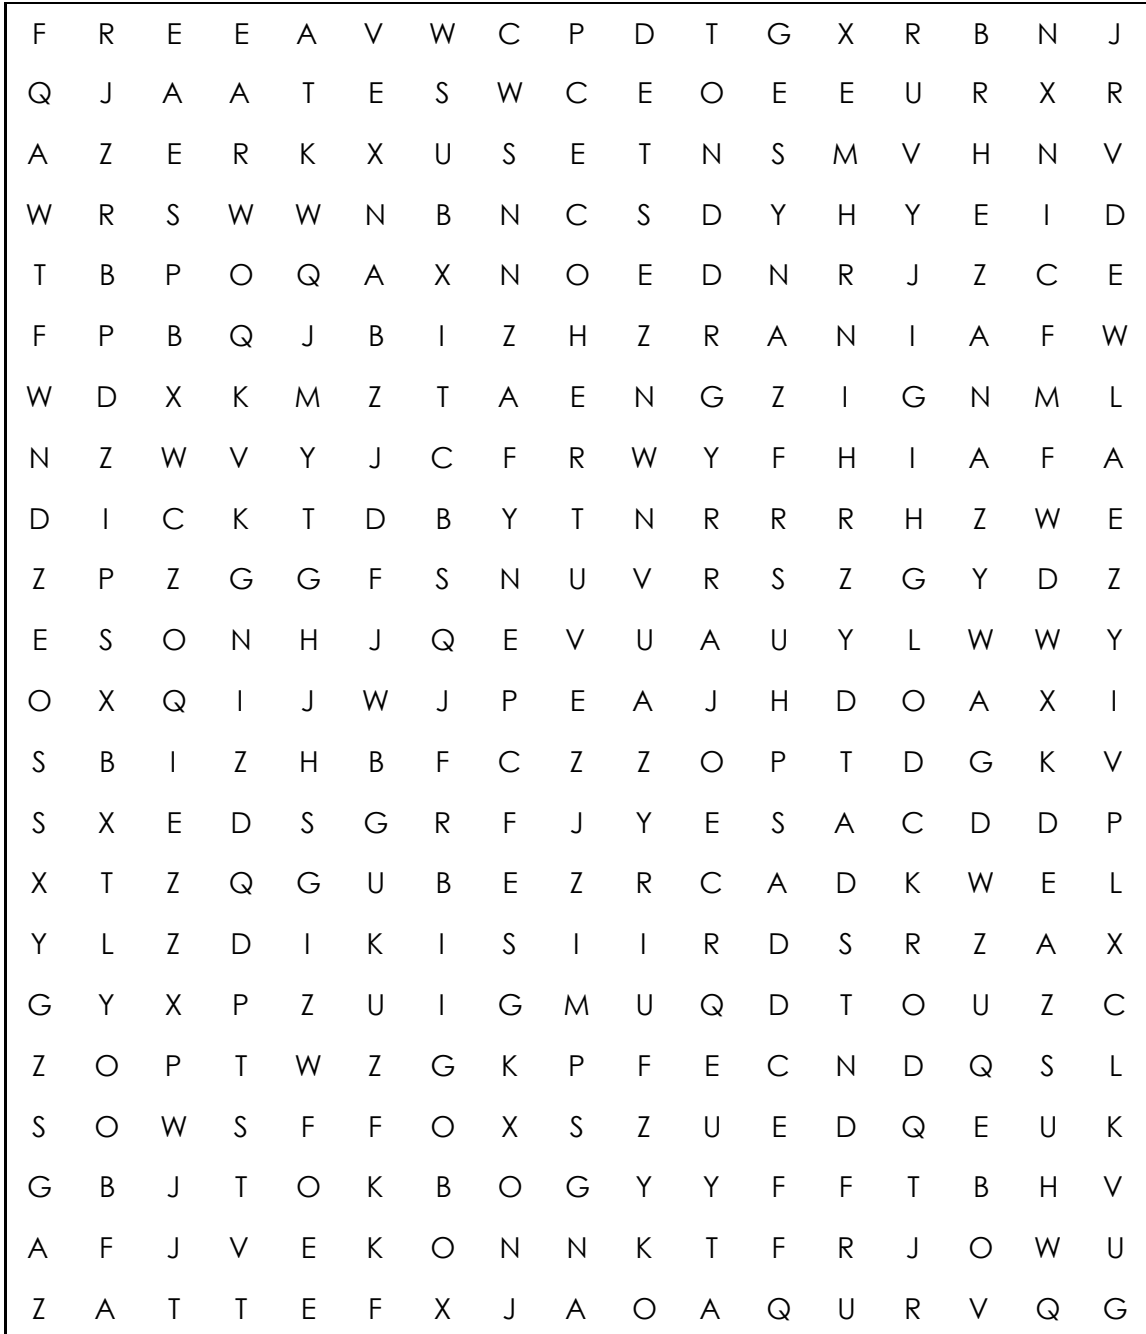 F R E E A V W C P D T G X R B N J
Q J A A T E S W C E O E E U R X R
A Z E R K X U S E T N S M V H N V
W R S W W N B N C S D Y H Y E I D
T B P O Q A X N O E D N R J Z C E
F P B Q J B I Z H Z R A N I A F W
W D X K M Z T A E N G Z I G N M L
N Z W V Y J C F R W Y F H I A F A
D I C K T D B Y T N R R R H Z W E
Z P Z G G F S N U V R S Z G Y D Z
E S O N H J Q E V U A U Y L W W Y
O X Q I J W J P E A J H D O A X I
S B I Z H B F C Z Z O P T D G K V
S X E D S G R F J Y E S A C D D P
X T Z Q G U B E Z R C A D K W E L
Y L Z D I K I S I I R D S R Z A X
G Y X P Z U I G M U Q D T O U Z C
Z O P T W Z G K P F E C N D Q S L
S O W S F F O X S Z U E D Q E U K
G B J T O K B O G Y Y F F T B H V
A F J V E K O N N K T F R J O W U
Z A T T E F X J A O A Q U R V Q G